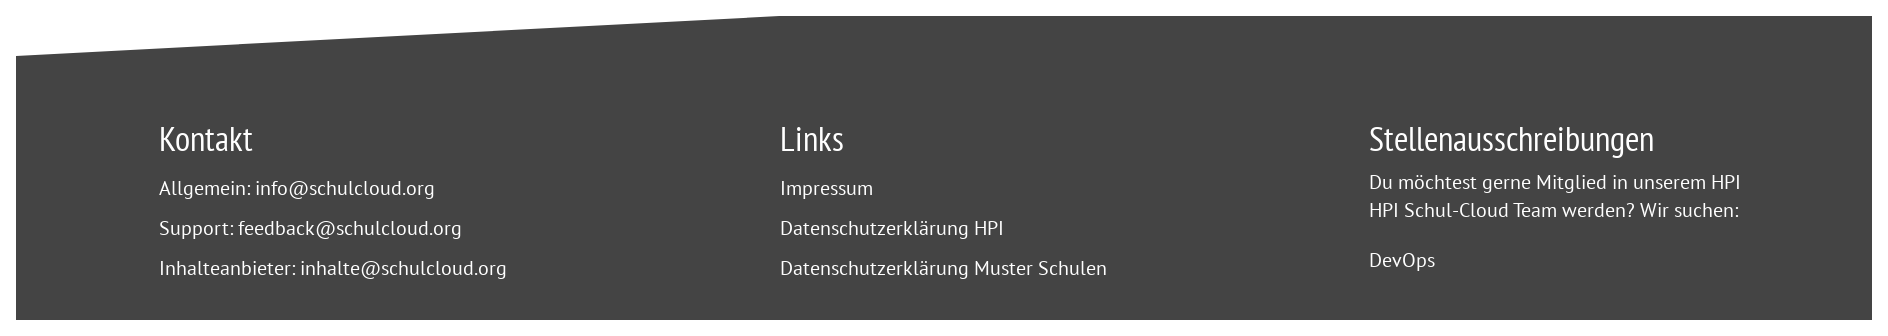 Kontakt
Allgemein: info@schulcloud.org
Support: feedback@schulcloud.org
Inhalteanbieter: inhalte@schulcloud.org
Links
Impressum
Datenschutzerklärung HPI
Datenschutzerklärung Muster Schulen
Stellenausschreibungen
Du möchtest gerne Mitglied in unserem HPI
HPI Schul-Cloud Team werden? Wir suchen:
DevOps